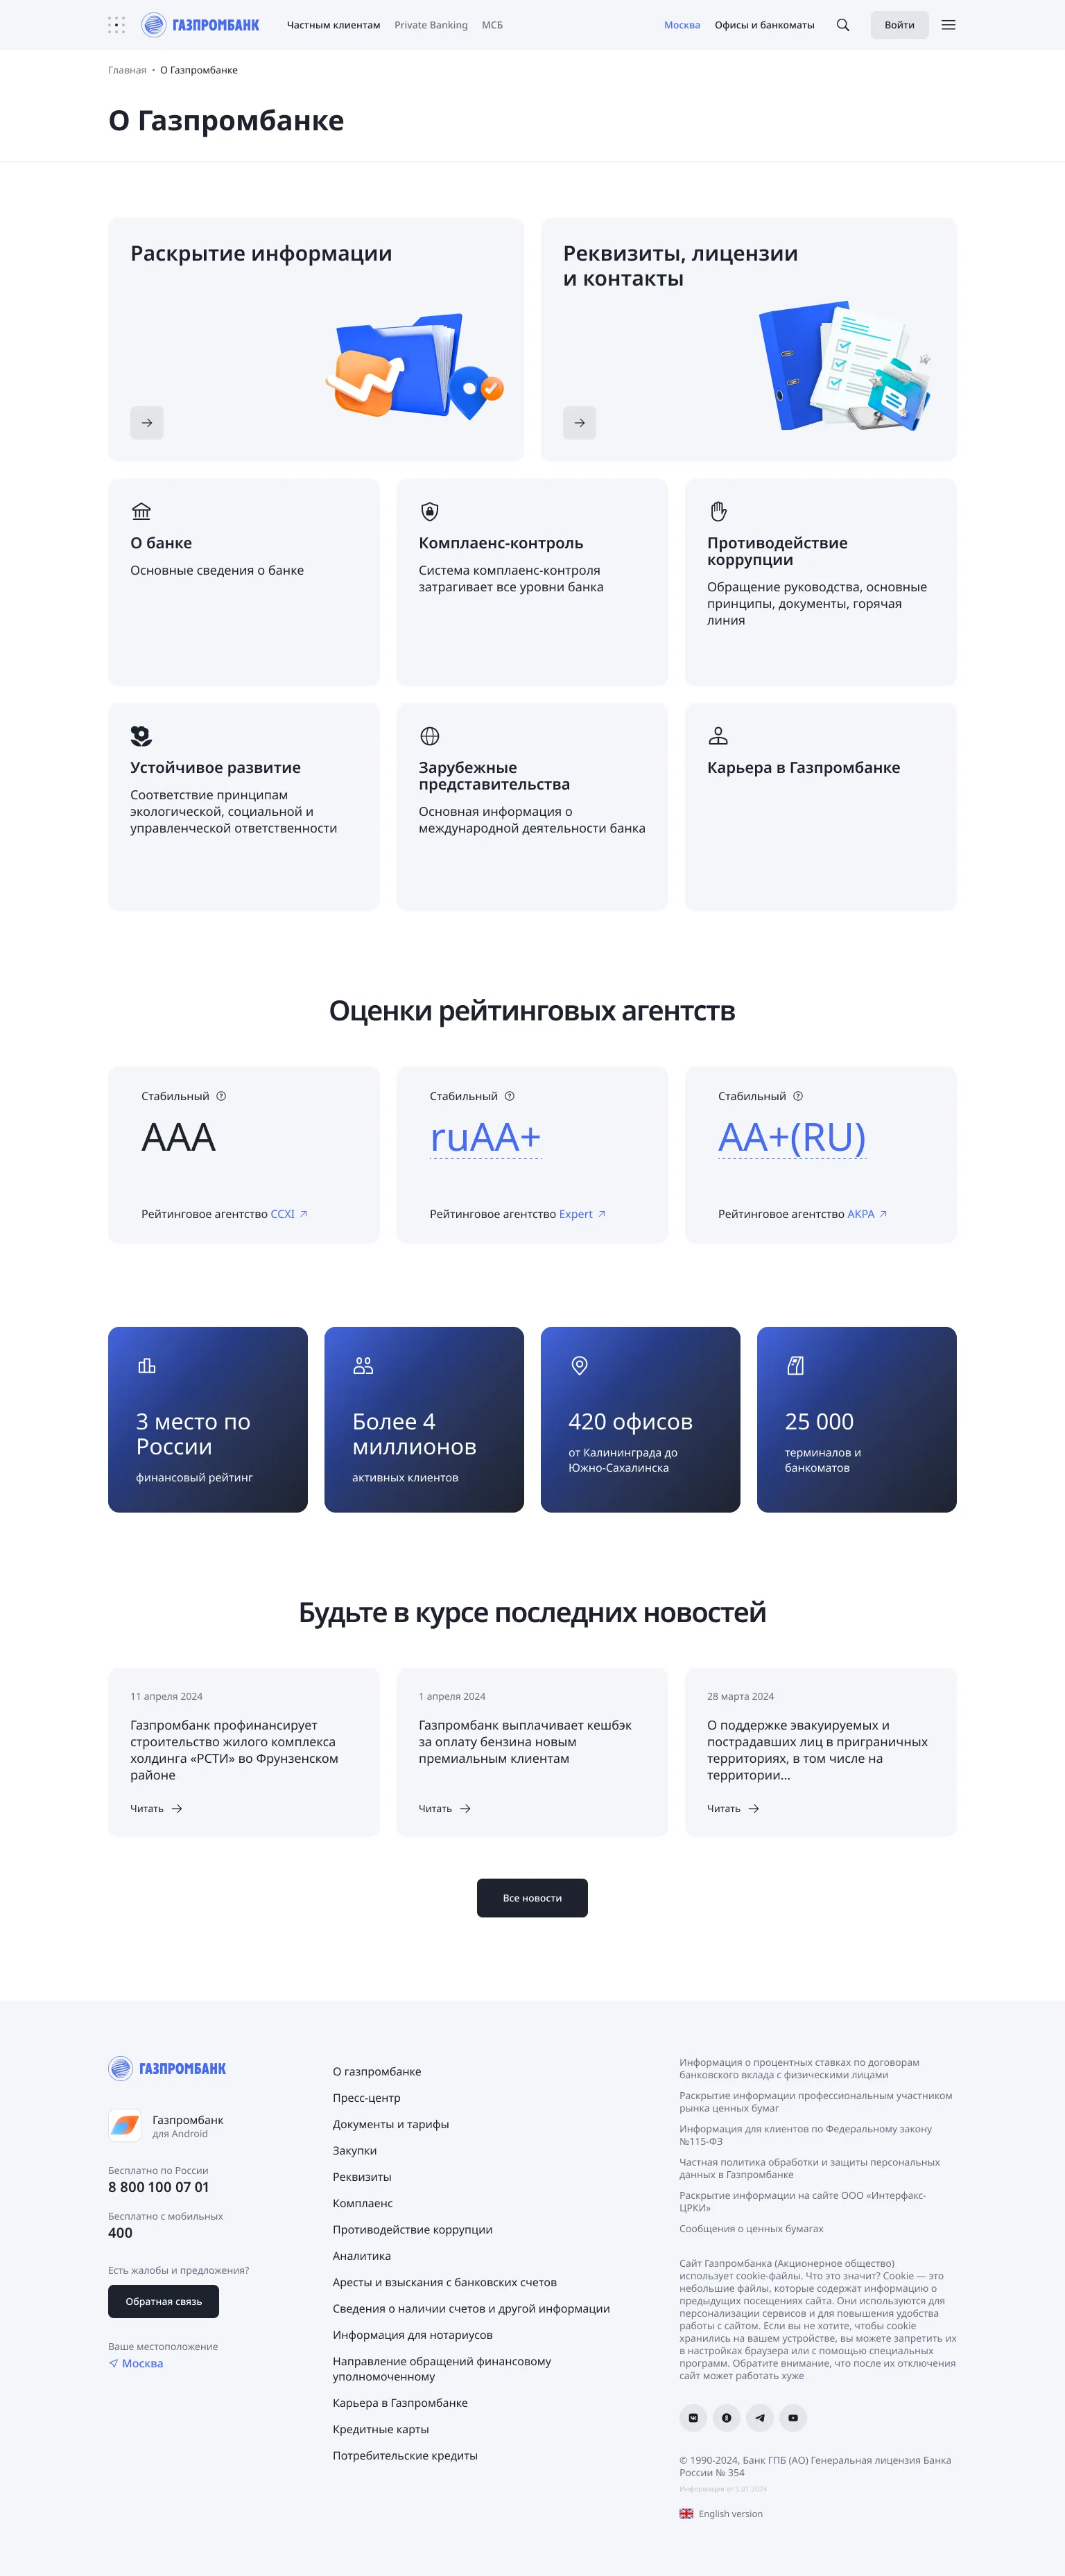 ГАЗПРОМБАНК
Частным клиентам Private Banking МСБ
Москва Офисы и банкоматы
Войти
Главная • О Газпромбанке
О Газпромбанке
Раскрытие информации
Реквизиты, лицензии
и контакты
О банке
Основные сведения о банке
Комплаенс-контроль
Система комплаенс-контроля
затрагивает все уровни банка
Противодействие
коррупции
Обращение руководства, основные
принципы, документы, горячая
линия
Устойчивое развитие
Соответствие принципам
экологической, социальной и
управленческой ответственности
Зарубежные
представительства
Основная информация о
международной деятельности банка
Карьера в Газпромбанке
Оценки рейтинговых агентств
Стабильный
AAA
Рейтинговое агентство CCXI
Стабильный
ruAA+
Рейтинговое агентство Expert
Стабильный
AA+(RU)
Рейтинговое агентство АКРА
3 место по
России
финансовый рейтинг
Более 4
миллионов
активных клиентов
420 офисов
от Калининграда до
Южно-Сахалинска
25 000
терминалов и
банкоматов
Будьте в курсе последних новостей
11 апреля 2024
Газпромбанк профинансирует
строительство жилого комплекса
холдинга «РСТИ» во Фрунзенском
районе
Читать
1 апреля 2024
Газпромбанк выплачивает кешбэк
за оплату бензина новым
премиальным клиентам
Читать
28 марта 2024
О поддержке эвакуируемых и
пострадавших лиц в приграничных
территориях, в том числе на
территории...
Читать
Все новости
ГАЗПРОМБАНК
Газпромбанк
для Android
Бесплатно по России
8 800 100 07 01
Бесплатно с мобильных
400
Есть жалобы и предложения?
Обратная связь
Ваше местоположение
Москва
О газпромбанке
Пресс-центр
Документы и тарифы
Закупки
Реквизиты
Комплаенс
Противодействие коррупции
Аналитика
Аресты и взыскания с банковских счетов
Сведения о наличии счетов и другой информации
Информация для нотариусов
Направление обращений финансовому
уполномоченному
Карьера в Газпромбанке
Кредитные карты
Потребительские кредиты
Информация о процентных ставках по договорам
банковского вклада с физическими лицами
Раскрытие информации профессиональным участником
рынка ценных бумаг
Информация для клиентов по Федеральному закону
№115-ФЗ
Частная политика обработки и защиты персональных
данных в Газпромбанке
Раскрытие информации на сайте ООО «Интерфакс-
ЦРКИ»
Сообщения о ценных бумагах
Сайт Газпромбанка (Акционерное общество)
использует cookie-файлы. Что это значит? Cookie — это
небольшие файлы, которые содержат информацию о
предыдущих посещениях сайта. Они используются для
персонализации сервисов и для повышения удобства
работы с сайтом. Если вы не хотите, чтобы cookie
хранились на вашем устройстве, вы можете запретить их
в настройках браузера или с помощью специальных
программ. Обратите внимание, что после их отключения
сайт может работать хуже
© 1990-2024, Банк ГПБ (АО) Генеральная лицензия Банка
России № 354
Информация от 5.01.2024
English version